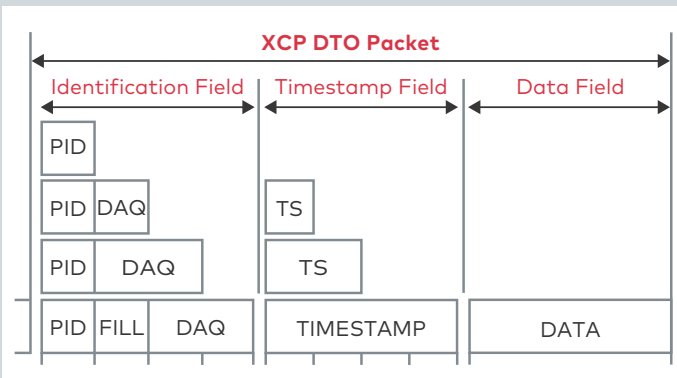 XCP DTO Packet
Identification Field Timestamp Field Data Field
PID
PID DAQ TS
PID DAQ TS
PID FILL DAQ TIMESTAMP DATA